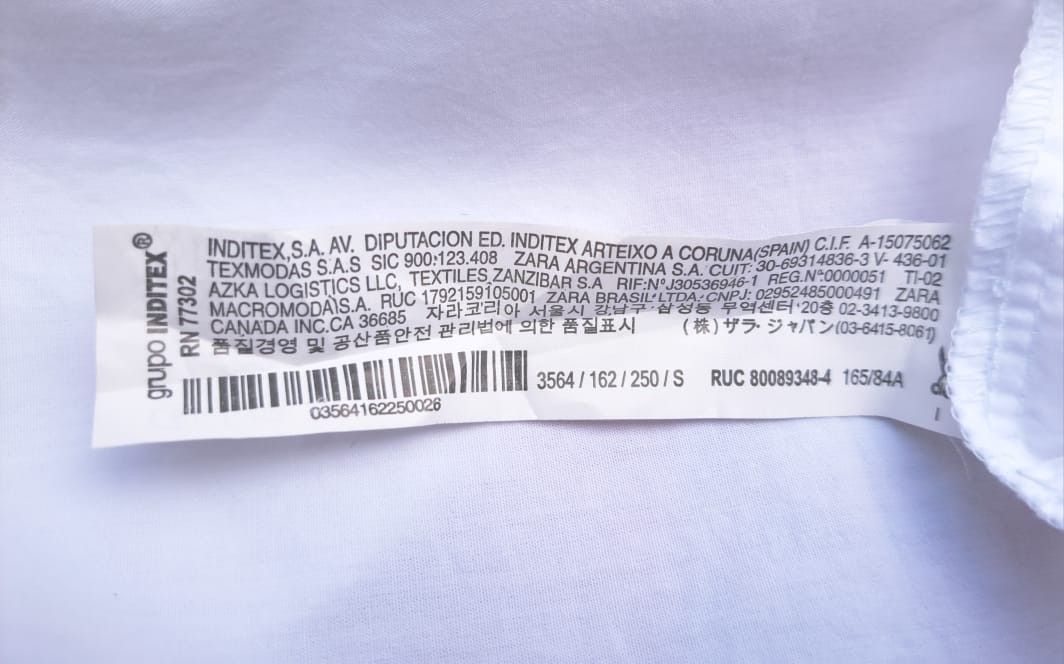 grupo INDITEX®
RN 77302
INDITEX,S.A. AV. DIPUTACION ED. INDITEX ARTEIXO A CORUNA(SPAIN) C.I.F. A-15075062
TEXMODAS S.A.S SIC 900:123.408 ZARA ARGENTINA S.A. CUIT: 30-69314836-3 V- 436-01
AZKA LOGISTICS LLC, TEXTILES ZANZIBAR S.A RIF:NºJ30536946-1 REG.Nº0000051 TI-02
MACROMODA S.A. RUC 1792159105001 ZARA BRASIL LTDA. CNPJ: 02952485000491 ZARA
CANADA INC.CA 36685 자라코리아 서울시 강남구 삼성동 무역센터 20층 02-3413-9800
품질경영 및 공산품안전 관리법에 의한 품질표시 (株) ザラ・ジャパン(03-6415-8061)
3564 / 162 / 250 / S RUC 80089348-4 165/84A
03564162250026